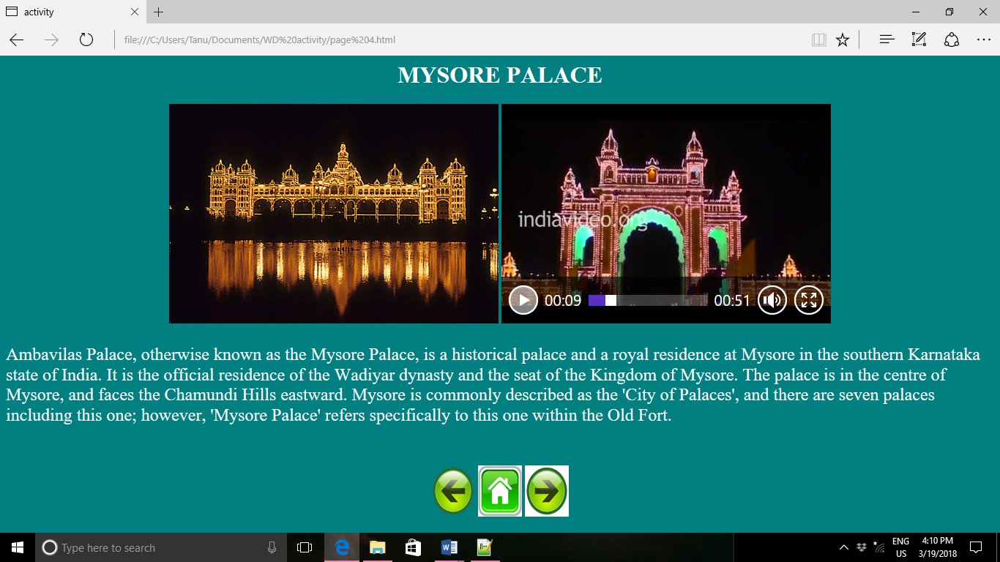 activity
file:///C:/Users/Tanu/Documents/WD%20activity/page%204.html
MYSORE PALACE
indiavideo.org
00:09
00:51
Ambavilas Palace, otherwise known as the Mysore Palace, is a historical palace and a royal residence at Mysore in the southern Karnataka
state of India. It is the official residence of the Wadiyar dynasty and the seat of the Kingdom of Mysore. The palace is in the centre of
Mysore, and faces the Chamundi Hills eastward. Mysore is commonly described as the 'City of Palaces', and there are seven palaces
including this one; however, 'Mysore Palace' refers specifically to this one within the Old Fort.
Type here to search
ENG
US
4:10 PM
3/19/2018